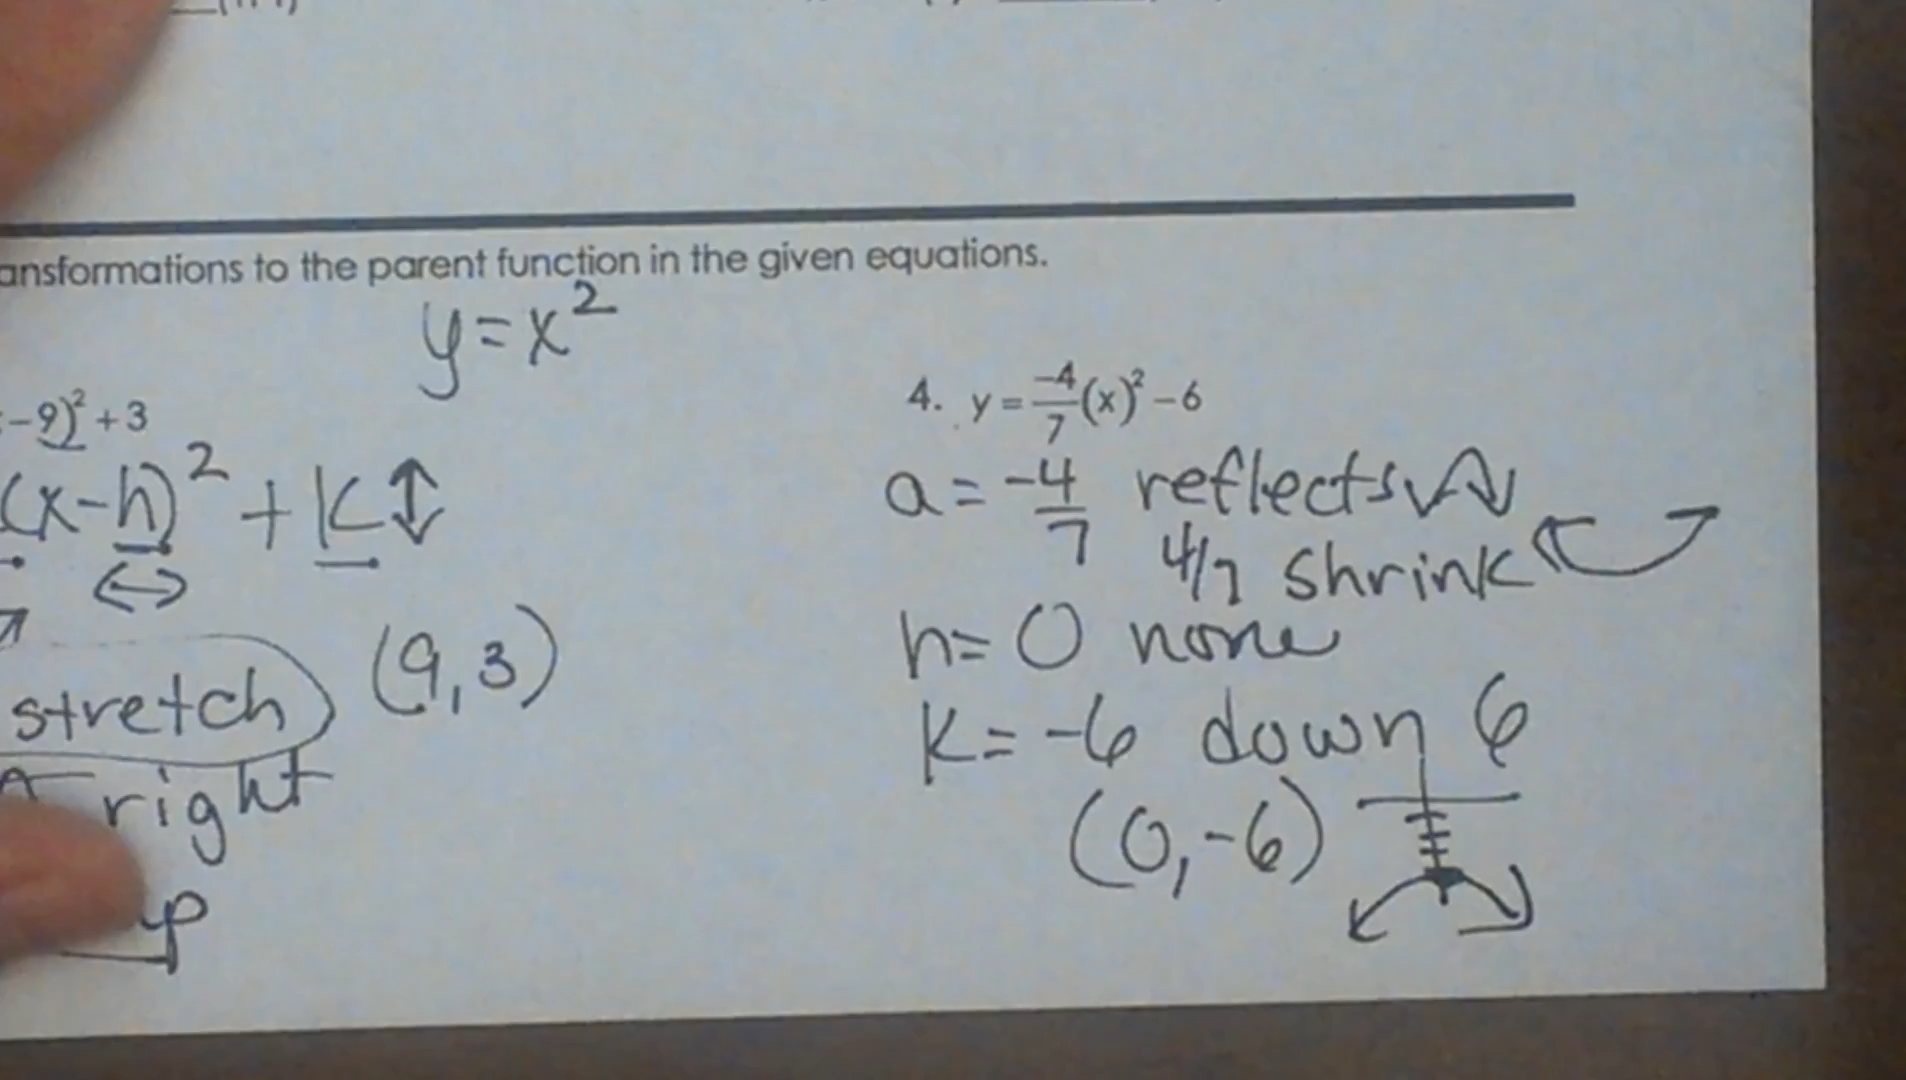 ansformations to the parent function in the given equations.
y=x²
-9)² +3
(x-h)² + k
stretch (9,3)
right
4. y = -4/7 (x)² - 6
a = -4/7 reflects
4/7 shrink
h= 0 none
K= -6 down 6
(0,-6)